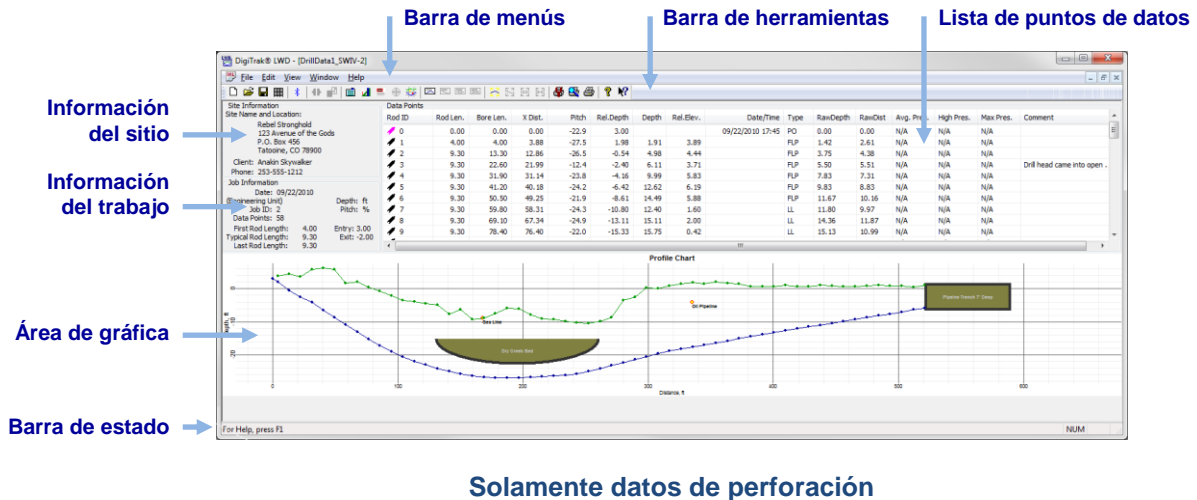 Barra de menús
Barra de herramientas
Lista de puntos de datos
DigiTrak® LWD - [DrillData1_SWIV-2]
File Edit View Window Help
Información del sitio
Site Information
Site Name and Location:
Rebel Stronghold
123 Avenue of the Gods
P.O. Box 456
Tatooine, CO 78900
Client: Anakin Skywalker
Phone: 253-555-1212
Información del trabajo
Job Information
Date: 09/22/2010
(Engineering Unit) Depth: ft
Job ID: 2 Pitch: %
Data Points: 58
First Rod Length: 4.00 Entry: 3.00
Typical Rod Length: 9.30 Exit: -2.00
Last Rod Length: 9.30
Data Points
Rod ID Rod Len. Bore Len. X Dist. Pitch Rel.Depth Depth Rel.Elev. Date/Time Type RawDepth RawDist Avg. Pres. High Pres. Max Pres. Comment
0 0.00 0.00 0.00 -22.9 3.00 09/22/2010 17:45 PO 0.00 0.00 N/A N/A N/A
1 4.00 4.00 3.88 -27.5 1.98 1.91 3.89 FLP 1.42 2.61 N/A N/A N/A
2 9.30 13.30 12.86 -26.5 -0.54 4.98 4.44 FLP 3.75 4.38 N/A N/A N/A
3 9.30 22.60 21.99 -12.4 -2.40 6.11 3.71 FLP 5.50 5.51 N/A N/A N/A Drill head came into open .
4 9.30 31.90 31.14 -23.8 -4.16 9.99 5.83 FLP 7.83 7.31 N/A N/A N/A
5 9.30 41.20 40.18 -24.2 -6.42 12.62 6.19 FLP 9.83 8.83 N/A N/A N/A
6 9.30 50.50 49.25 -21.9 -8.61 14.49 5.88 FLP 11.67 10.16 N/A N/A N/A
7 9.30 59.80 58.31 -24.3 -10.80 12.40 1.60 LL 11.80 9.97 N/A N/A N/A
8 9.30 69.10 67.34 -24.9 -13.11 15.11 2.00 LL 14.36 11.87 N/A N/A N/A
9 9.30 78.40 76.40 -22.0 -15.33 15.75 0.42 LL 15.13 10.99 N/A N/A N/A
Área de gráfica
Profile Chart
Depth, ft
0
-10
-20
Gas Line
Oil Pipeline
Dry Creek Bed
Pipeline Trench 7' Deep
0 100 200 300 400 500 600
Distance, ft
Barra de estado
For Help, press F1
NUM
Solamente datos de perforación